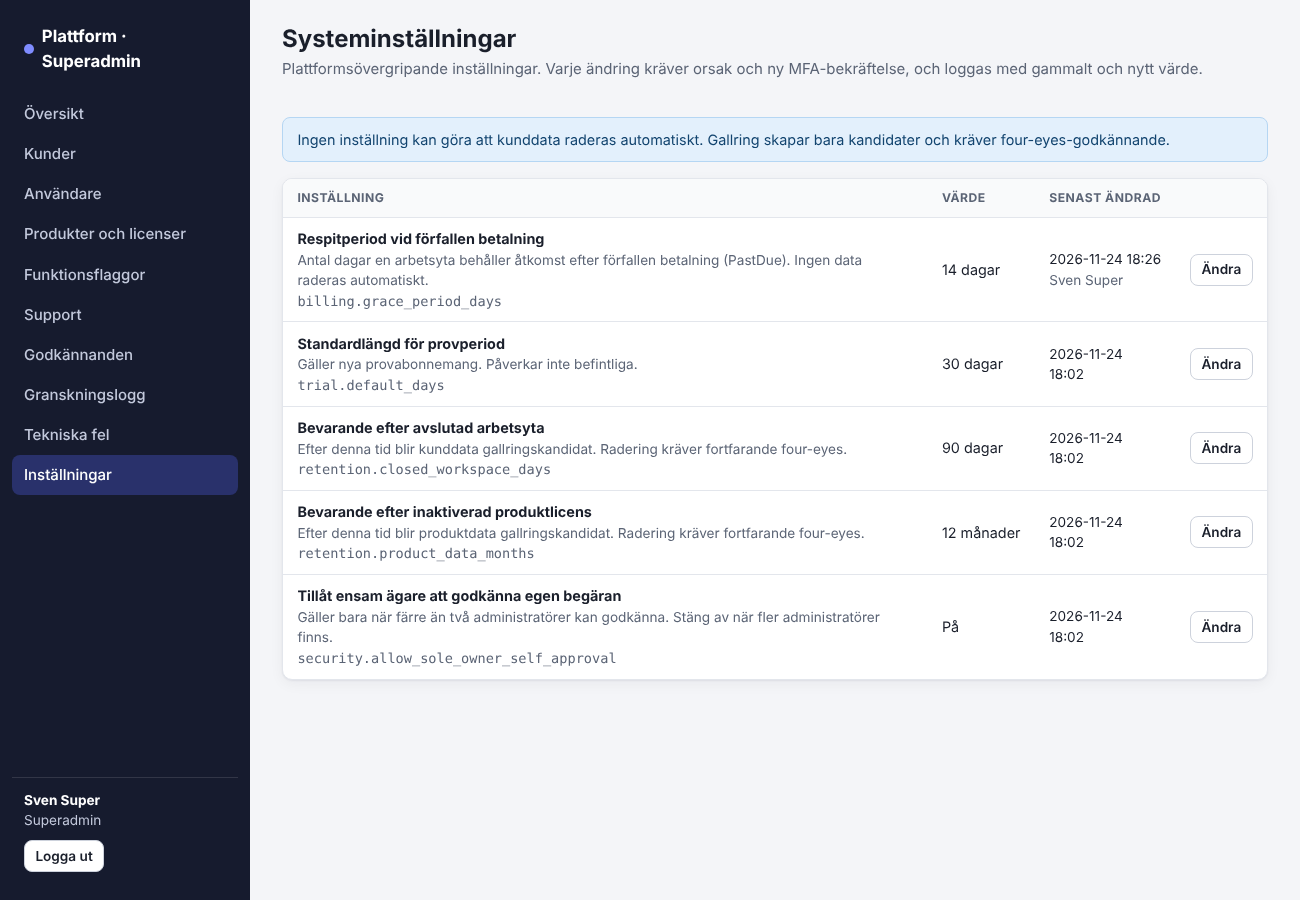 Plattform ·
Superadmin
Översikt
Kunder
Användare
Produkter och licenser
Funktionsflaggor
Support
Godkännanden
Granskningslogg
Tekniska fel
Inställningar
Sven Super
Superadmin
Logga ut
Systeminställningar
Plattformsövergripande inställningar. Varje ändring kräver orsak och ny MFA-bekräftelse, och loggas med gammalt och nytt värde.
Ingen inställning kan göra att kunddata raderas automatiskt. Gallring skapar bara kandidater och kräver four-eyes-godkännande.
INSTÄLLNING VÄRDE SENAST ÄNDRAD
Respitperiod vid förfallen betalning
Antal dagar en arbetsyta behåller åtkomst efter förfallen betalning (PastDue). Ingen data
raderas automatiskt.
billing.grace_period_days
14 dagar
2026-11-24 18:26
Sven Super
Ändra
Standardlängd för provperiod
Gäller nya provabonnemang. Påverkar inte befintliga.
trial.default_days
30 dagar
2026-11-24
18:02
Ändra
Bevarande efter avslutad arbetsyta
Efter denna tid blir kunddata gallringskandidat. Radering kräver fortfarande four-eyes.
retention.closed_workspace_days
90 dagar
2026-11-24
18:02
Ändra
Bevarande efter inaktiverad produktlicens
Efter denna tid blir produktdata gallringskandidat. Radering kräver fortfarande four-eyes.
retention.product_data_months
12 månader
2026-11-24
18:02
Ändra
Tillåt ensam ägare att godkänna egen begäran
Gäller bara när färre än två administratörer kan godkänna. Stäng av när fler administratörer
finns.
security.allow_sole_owner_self_approval
På
2026-11-24
18:02
Ändra